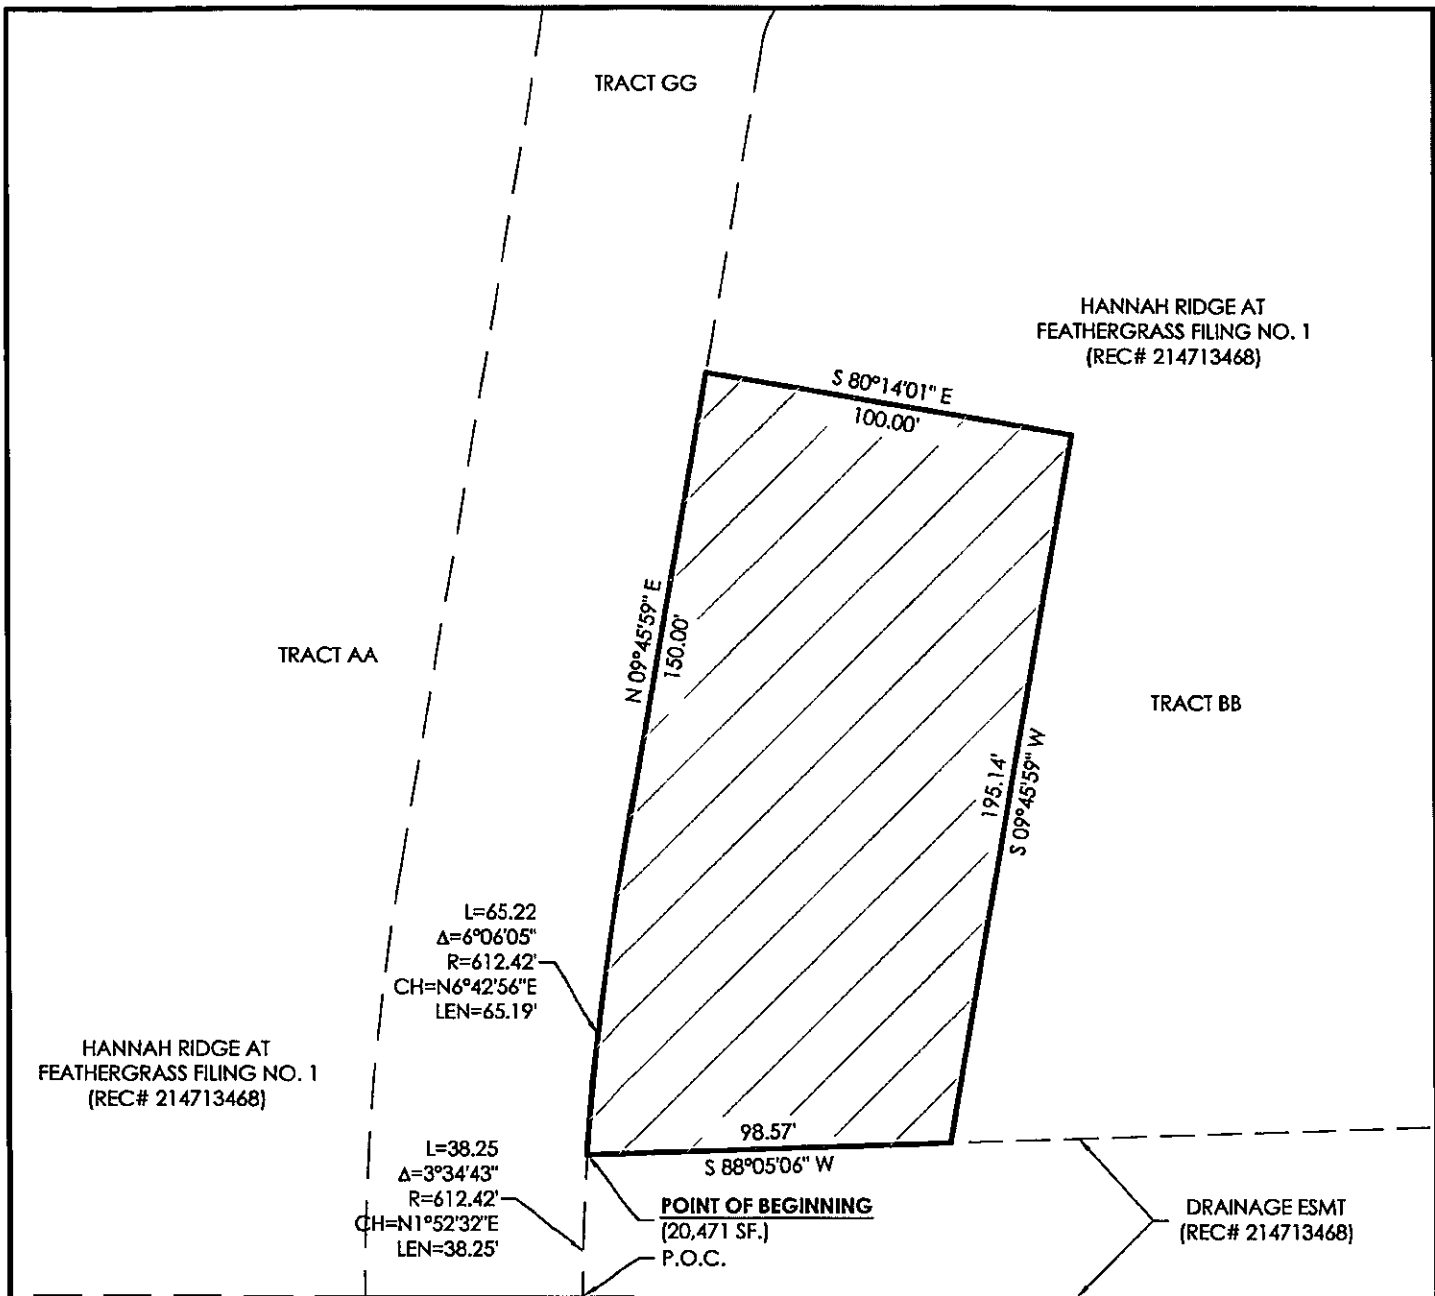 TRACT GG
HANNAH RIDGE AT
FEATHERGRASS FILING NO. 1
(REC# 214713468)
S 80°14'01" E
100.00'
N 09°45'59" E
150.00'
TRACT AA
TRACT BB
195.14'
S 09°45'59" W
L=65.22
Δ=6°06'05"
R=612.42'
CH=N6°42'56"E
LEN=65.19'
HANNAH RIDGE AT
FEATHERGRASS FILING NO. 1
(REC# 214713468)
98.57'
S 88°05'06" W
L=38.25
Δ=3°34'43"
R=612.42'
CH=N1°52'32"E
LEN=38.25'
POINT OF BEGINNING
(20,471 SF.)
P.O.C.
DRAINAGE ESMT
(REC# 214713468)